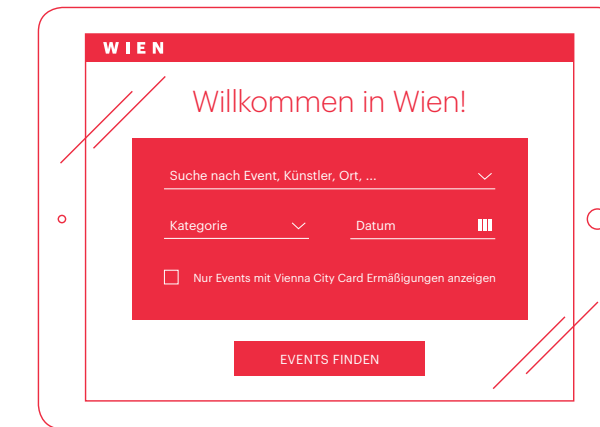 WIEN
Willkommen in Wien!
Suche nach Event, Künstler, Ort, ...
Kategorie
Datum
Nur Events mit Vienna City Card Ermäßigungen anzeigen
EVENTS FINDEN